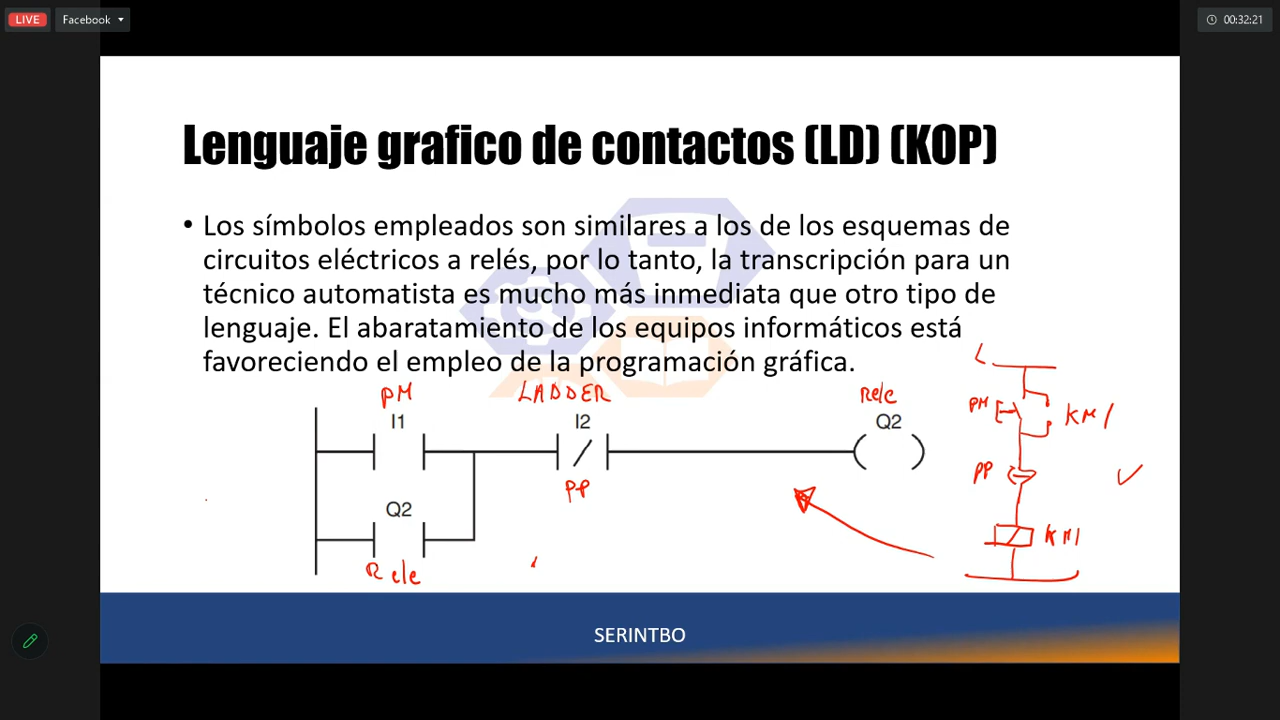 LIVE
Facebook
00:32:21
Lenguaje grafico de contactos (LD) (KOP)
• Los símbolos empleados son similares a los de los esquemas de
circuitos eléctricos a relés, por lo tanto, la transcripción para un
técnico automatista es mucho más inmediata que otro tipo de
lenguaje. El abaratamiento de los equipos informáticos está
favoreciendo el empleo de la programación gráfica.
L
PM LADDER Rele
I1 I2 Q2
PM KM1
PP
PP
Q2
KM1
Rele
SERINTBO